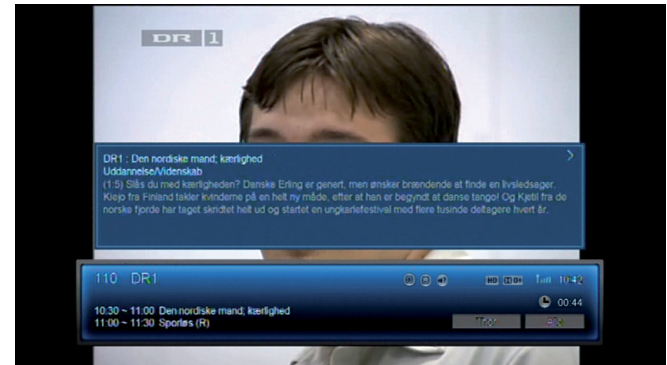 DR 1
DR1 : Den nordiske mand; kærlighed
Uddannelse/Videnskab
(1:5) Slås du med kærligheden? Danske Erling er genert, men ønsker brændende at finde en livsledsager.
Klejo fra Finland takler kvinderne på en helt ny måde, efter at han er begyndt at danse tango! Og Kjetil fra de
norske fjorde har taget skridtet helt ud og startet en ungkarlefestival med flere tusinde deltagere hvert år.
110 DR1
HD
10:42
00:44
10:30 ~ 11:00 Den nordiske mand; kærlighed
11:00 ~ 11:30 Sporløs (R)